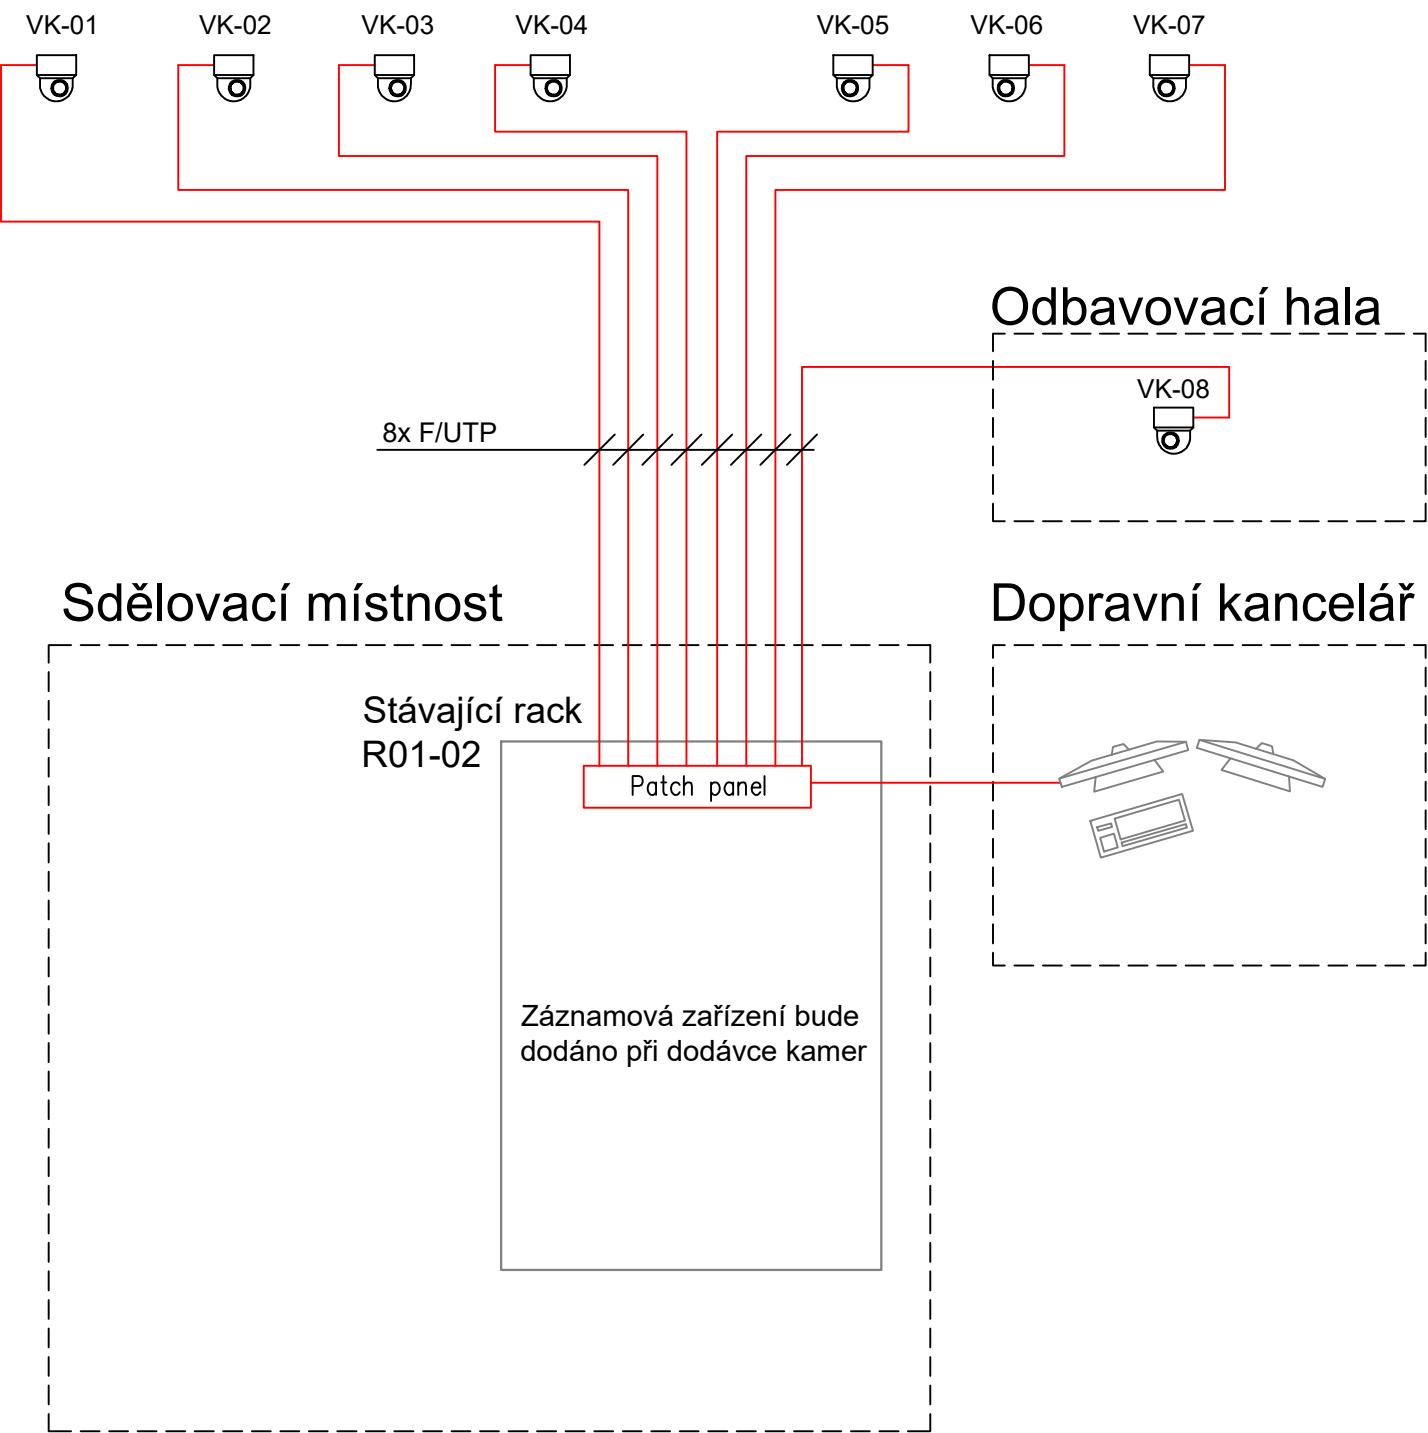 VK-01
VK-02
VK-03
VK-04
VK-05
VK-06
VK-07
Odbavovací hala
VK-08
8x F/UTP
Sdělovací místnost
Dopravní kancelář
Stávající rack
R01-02
Patch panel
Záznamová zařízení bude
dodáno při dodávce kamer